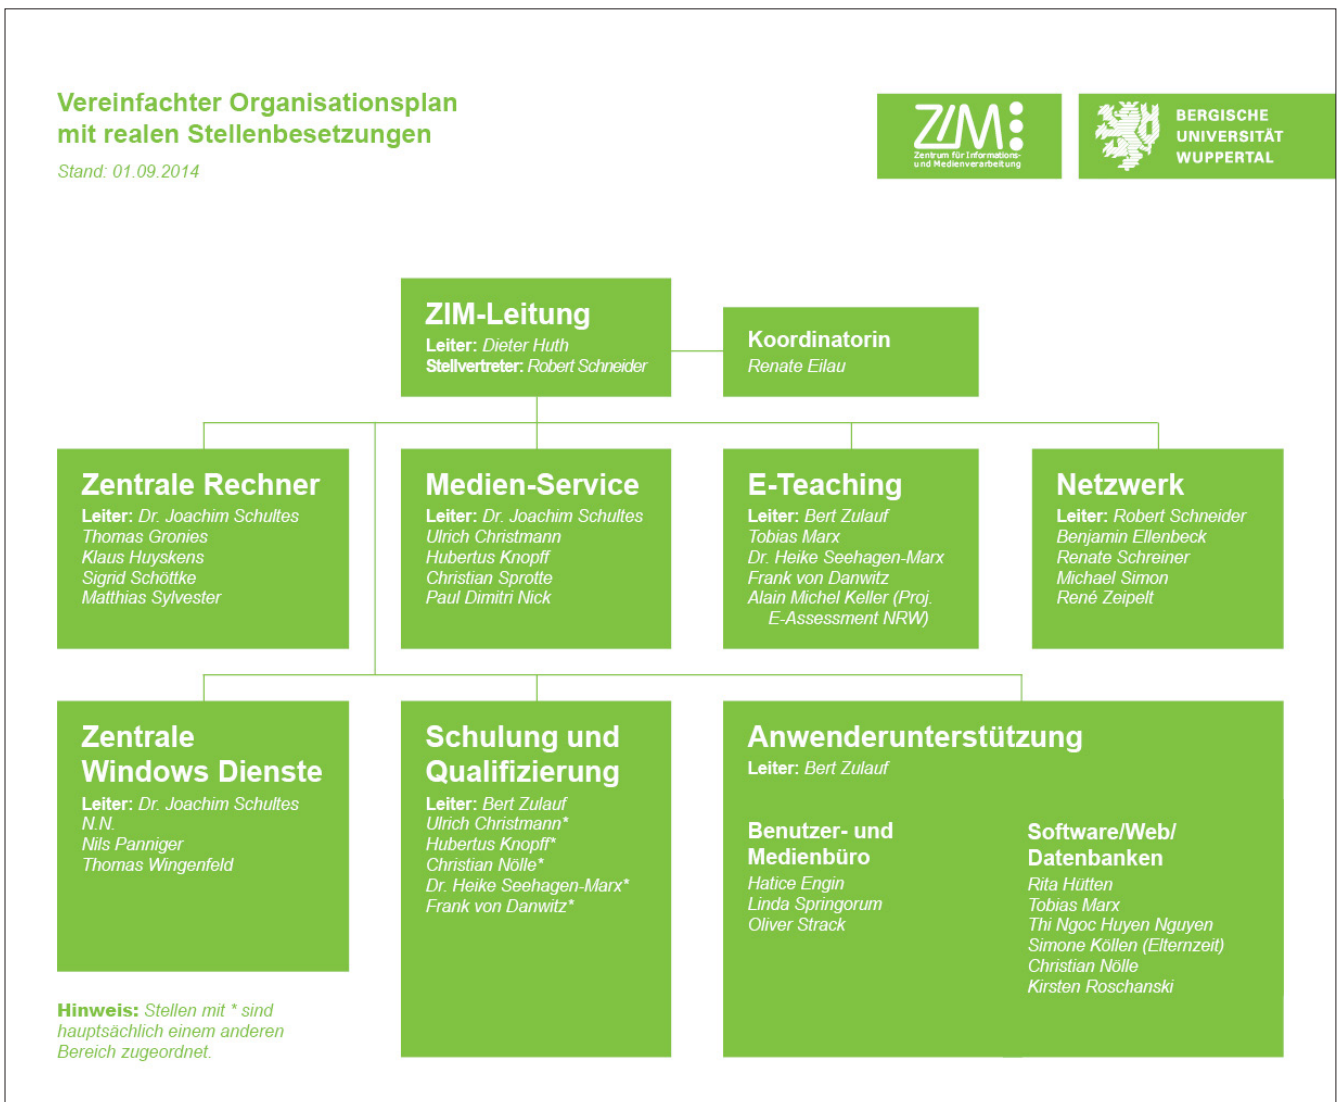 Vereinfachter Organisationsplan
mit realen Stellenbesetzungen
Stand: 01.09.2014
ZIM
Zentrum für Informations-
und Medienverarbeitung
BERGISCHE
UNIVERSITÄT
WUPPERTAL
ZIM-Leitung
Leiter: Dieter Huth
Stellvertreter: Robert Schneider
Koordinatorin
Renate Eilau
Zentrale Rechner
Leiter: Dr. Joachim Schultes
Thomas Gronies
Klaus Huyskens
Sigrid Schöttke
Matthias Sylvester
Medien-Service
Leiter: Dr. Joachim Schultes
Ulrich Christmann
Hubertus Knopff
Christian Sprotte
Paul Dimitri Nick
E-Teaching
Leiter: Bert Zulauf
Tobias Marx
Dr. Heike Seehagen-Marx
Frank von Danwitz
Alain Michel Keller (Proj.
E-Assessment NRW)
Netzwerk
Leiter: Robert Schneider
Benjamin Ellenbeck
Renate Schreiner
Michael Simon
René Zeipelt
Zentrale
Windows Dienste
Leiter: Dr. Joachim Schultes
N.N.
Nils Panniger
Thomas Wingenfeld
Schulung und
Qualifizierung
Leiter: Bert Zulauf
Ulrich Christmann*
Hubertus Knopff*
Christian Nölle*
Dr. Heike Seehagen-Marx*
Frank von Danwitz*
Anwenderunterstützung
Leiter: Bert Zulauf
Benutzer- und
Medienbüro
Hatice Engin
Linda Springorum
Oliver Strack
Software/Web/
Datenbanken
Rita Hütten
Tobias Marx
Thi Ngoc Huyen Nguyen
Simone Köllen (Elternzeit)
Christian Nölle
Kirsten Roschanski
Hinweis: Stellen mit * sind
hauptsächlich einem anderen
Bereich zugeordnet.